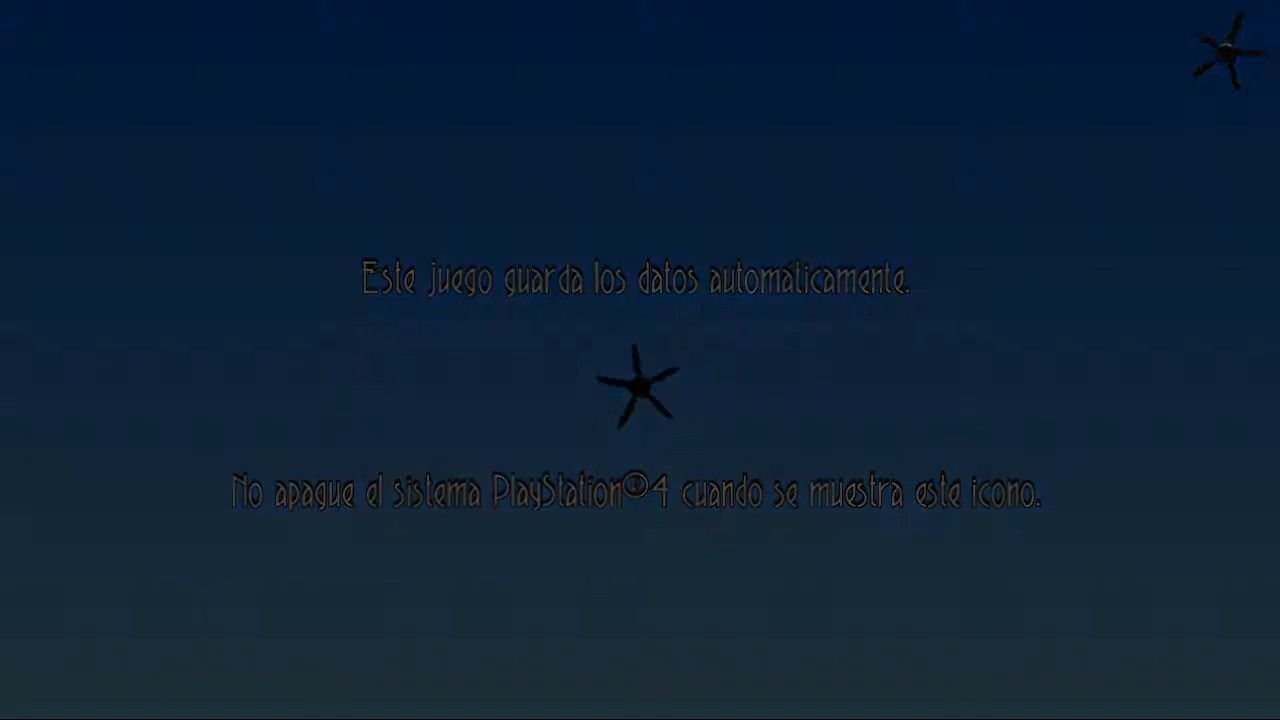 Este juego guarda los datos automáticamente.
No apague el sistema PlayStation®4 cuando se muestra este icono.